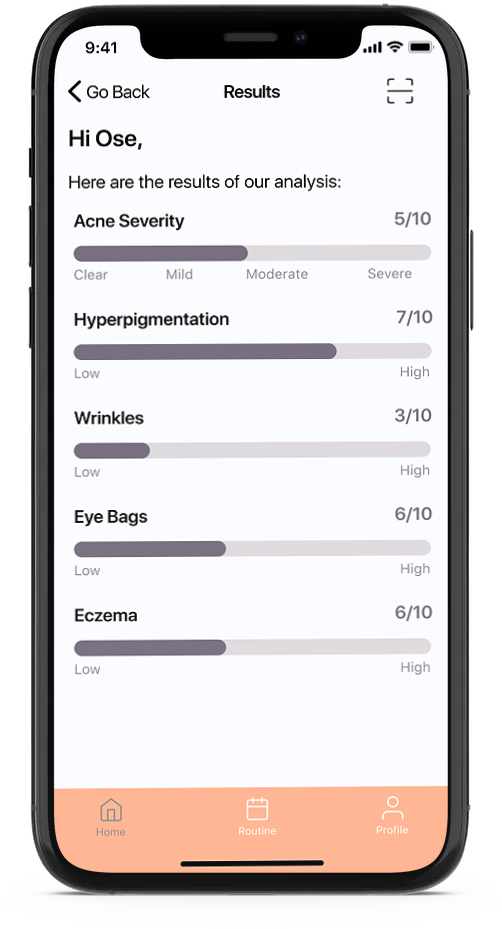 9:41
Go Back Results
Hi Ose,
Here are the results of our analysis:
Acne Severity 5/10
Clear Mild Moderate Severe
Hyperpigmentation 7/10
Low High
Wrinkles 3/10
Low High
Eye Bags 6/10
Low High
Eczema 6/10
Low High
Home Routine Profile